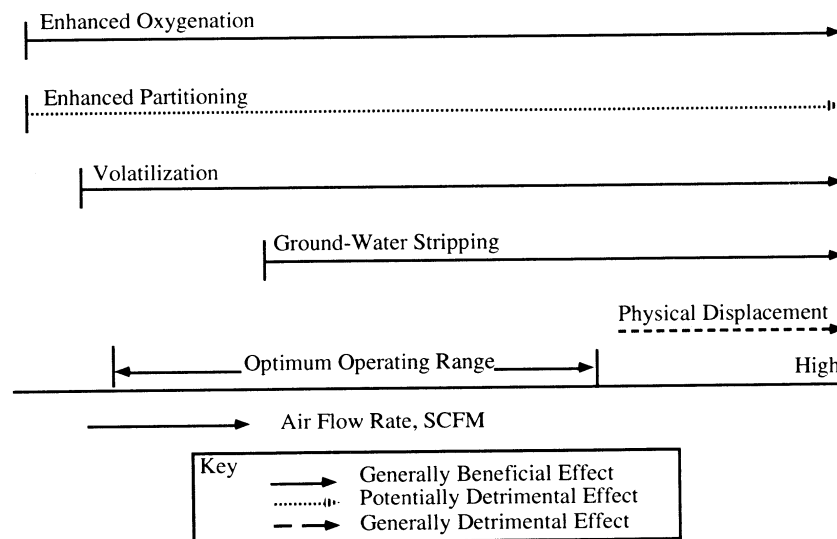 Enhanced Oxygenation
Enhanced Partitioning
Volatilization
Ground-Water Stripping
Physical Displacement
Optimum Operating Range
High
Air Flow Rate, SCFM
Key
Generally Beneficial Effect
Potentially Detrimental Effect
Generally Detrimental Effect